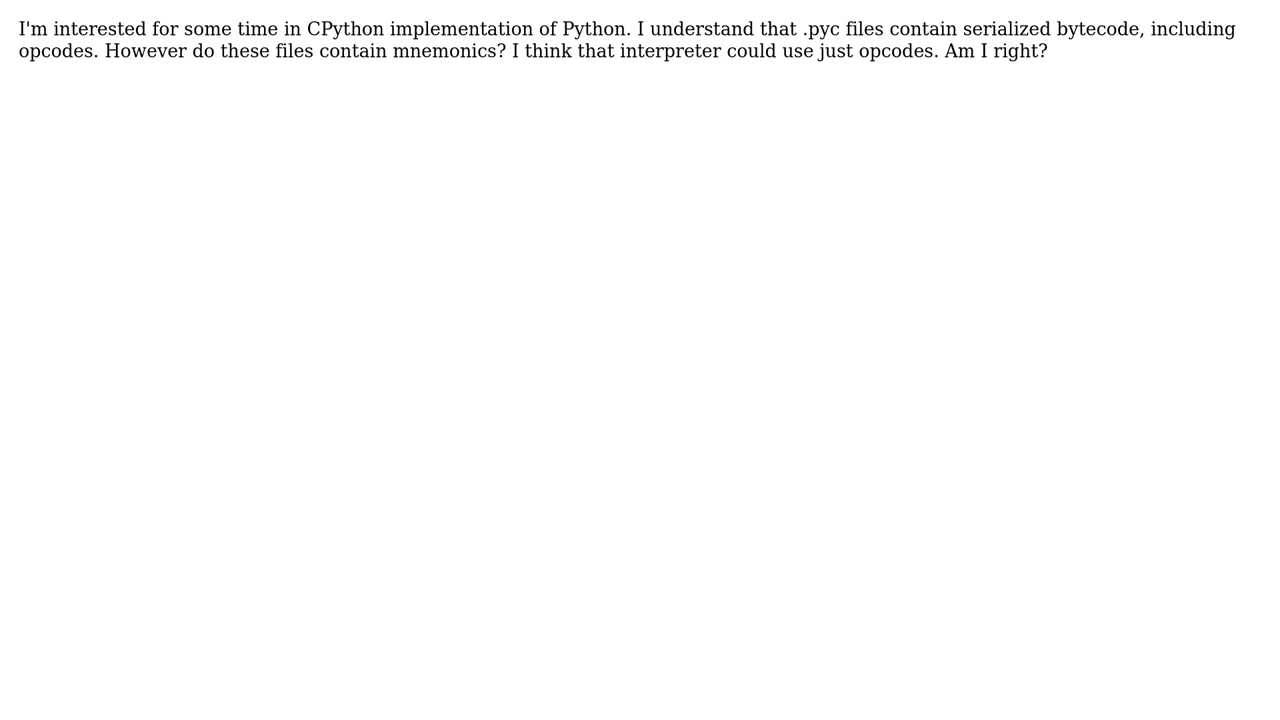 I'm interested for some time in CPython implementation of Python. I understand that .pyc files contain serialized bytecode, including
opcodes. However do these files contain mnemonics? I think that interpreter could use just opcodes. Am I right?